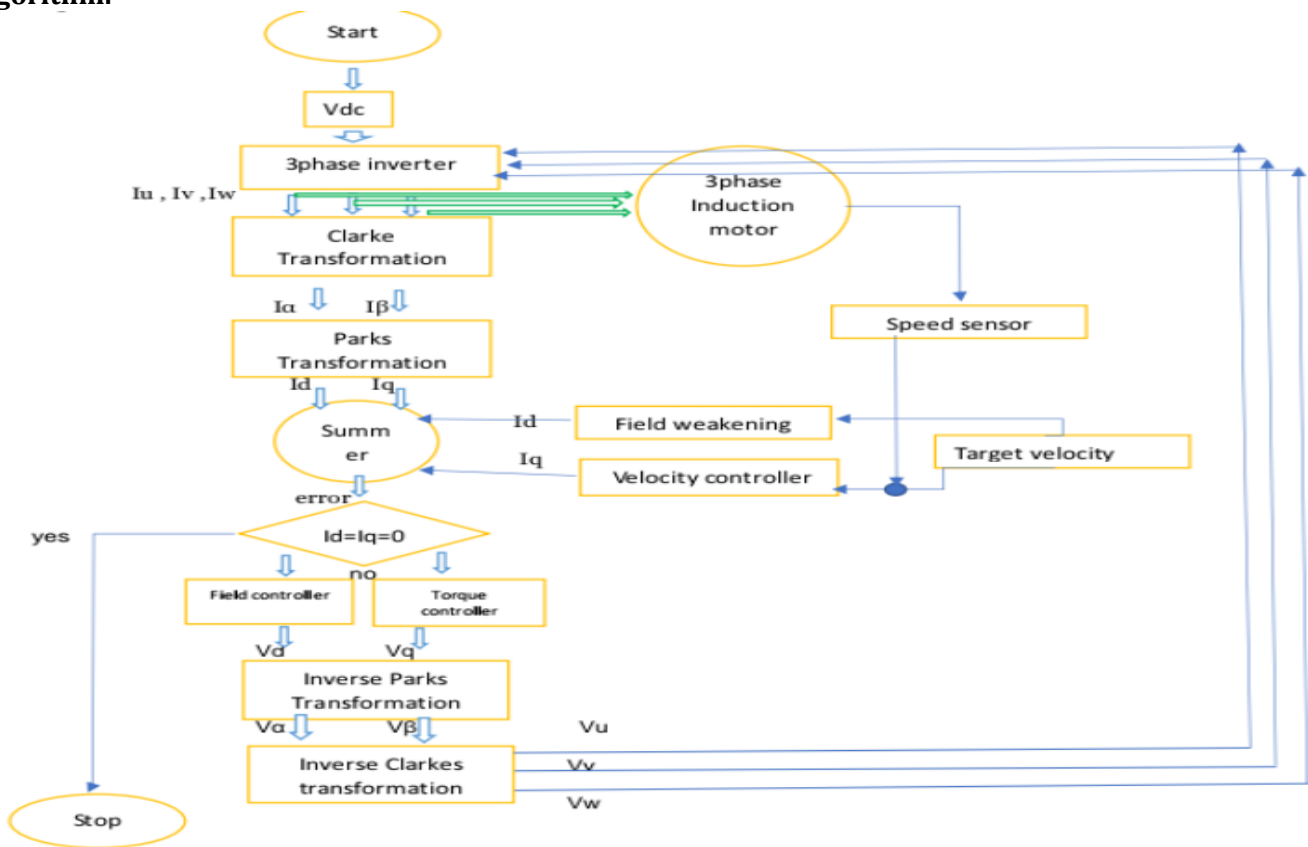 gorithm.
Start
Vdc
3phase inverter
Iu , Iv ,Iw
3phase
Induction
motor
Clarke
Transformation
Iα
Iβ
Speed sensor
Parks
Transformation
Id
Iq
Summ
er
Id
Field weakening
Iq
Velocity controller
Target velocity
error
yes
Id=Iq=0
no
Field controller
Torque
controller
Vd
Vq
Inverse Parks
Transformation
Vα
Vβ
Vu
Inverse Clarkes
transformation
Vv
Vw
Stop